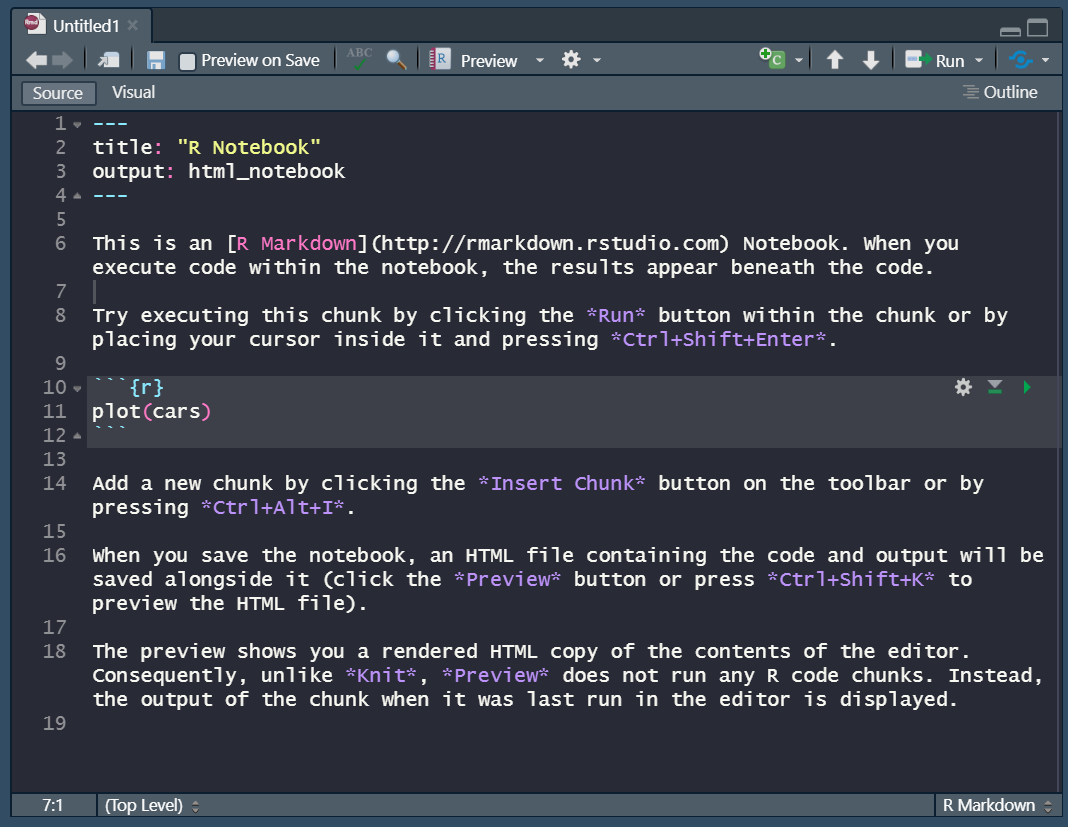 Untitled1
Preview on Save ABC R Preview C Run
Source Visual Outline
1 ---
2 title: "R Notebook"
3 output: html_notebook
4 ---
5
6 This is an [R Markdown](http://rmarkdown.rstudio.com) Notebook. When you
execute code within the notebook, the results appear beneath the code.
7
8 Try executing this chunk by clicking the *Run* button within the chunk or by
placing your cursor inside it and pressing *Ctrl+Shift+Enter*.
9
10 ```{r}
11 plot(cars)
12 ```
13
14 Add a new chunk by clicking the *Insert Chunk* button on the toolbar or by
pressing *Ctrl+Alt+I*.
15
16 When you save the notebook, an HTML file containing the code and output will be
saved alongside it (click the *Preview* button or press *Ctrl+Shift+K* to
preview the HTML file).
17
18 The preview shows you a rendered HTML copy of the contents of the editor.
Consequently, unlike *Knit*, *Preview* does not run any R code chunks. Instead,
the output of the chunk when it was last run in the editor is displayed.
19
7:1 (Top Level) R Markdown